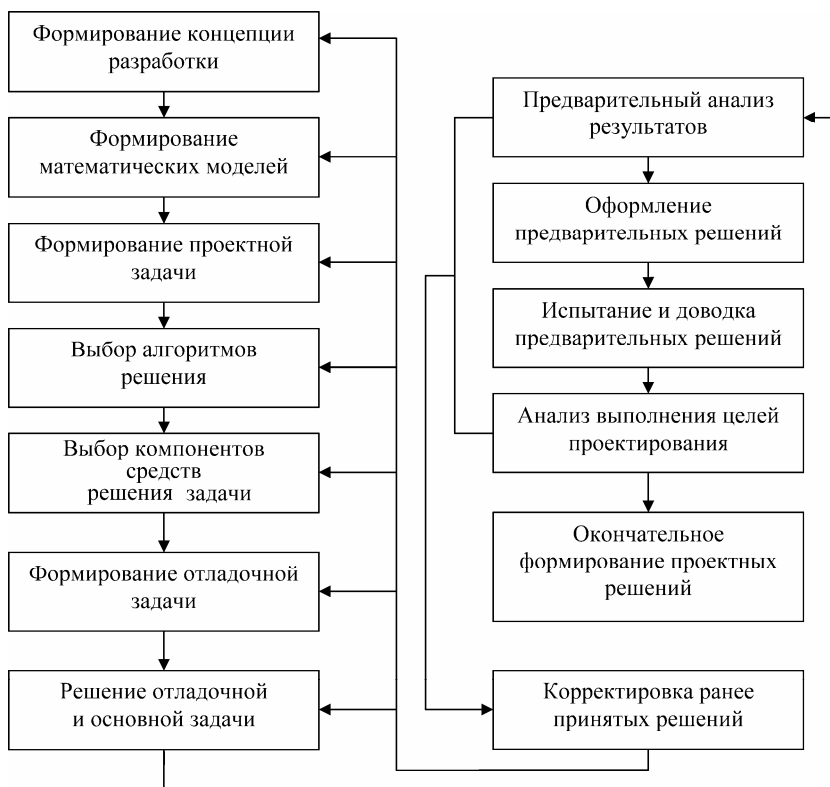 Формирование концепции
разработки
Формирование
математических моделей
Формирование проектной
задачи
Выбор алгоритмов
решения
Выбор компонентов
средств
решения задачи
Формирование отладочной
задачи
Решение отладочной
и основной задачи
Предварительный анализ
результатов
Оформление
предварительных решений
Испытание и доводка
предварительных решений
Анализ выполнения целей
проектирования
Окончательное
формирование проектных
решений
Корректировка ранее
принятых решений